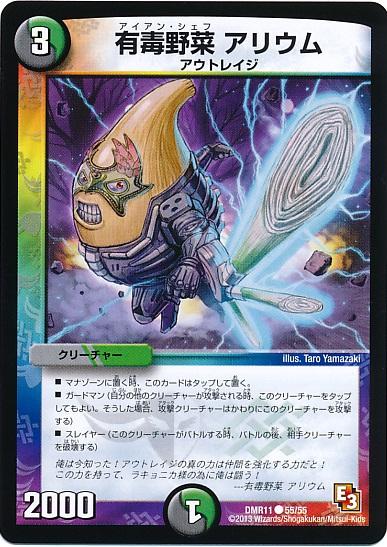 3
アイアン・シェフ
有毒野菜 アリウム
アウトレイジ
illus. Taro Yamazaki
クリーチャー
■ マナゾーンに置く時、このカードはタップして置く。
■ ガードマン(自分の他のクリーチャーが攻撃される時、このクリーチャーをタップ
してもよい。そうした場合、攻撃クリーチャーはかわりにこのクリーチャーを攻撃
する)
■ スレイヤー(このクリーチャーがバトルする時、バトルの後、相手クリーチャー
を破壊する)
俺は今知った!アウトレイジの真の力は仲間を強化する力だと!
この力を持って、ラキョニカ様の為に俺は闘う!
---有毒野菜 アリウム
2000
1
E3
DMR11 ● 55/55
©2013 Wizards/Shogakukan/Mitsui-Kids